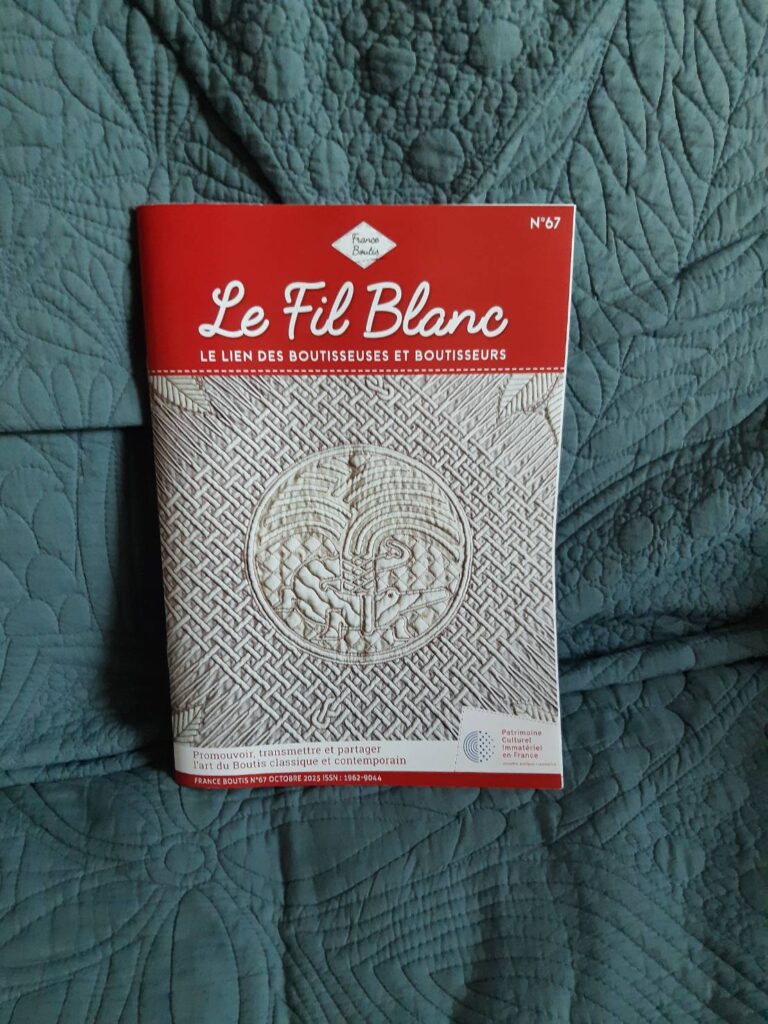 N°67
France
Boutis
Le Fil Blanc
LE LIEN DES BOUTISSEUSES ET BOUTISSEURS
Promouvoir, transmettre et partager
l'art du Boutis classique et contemporain
Patrimoine
Culturel
Immatériel
en France
FRANCE BOUTIS N°67 OCTOBRE 2025 ISSN : 1962-9044